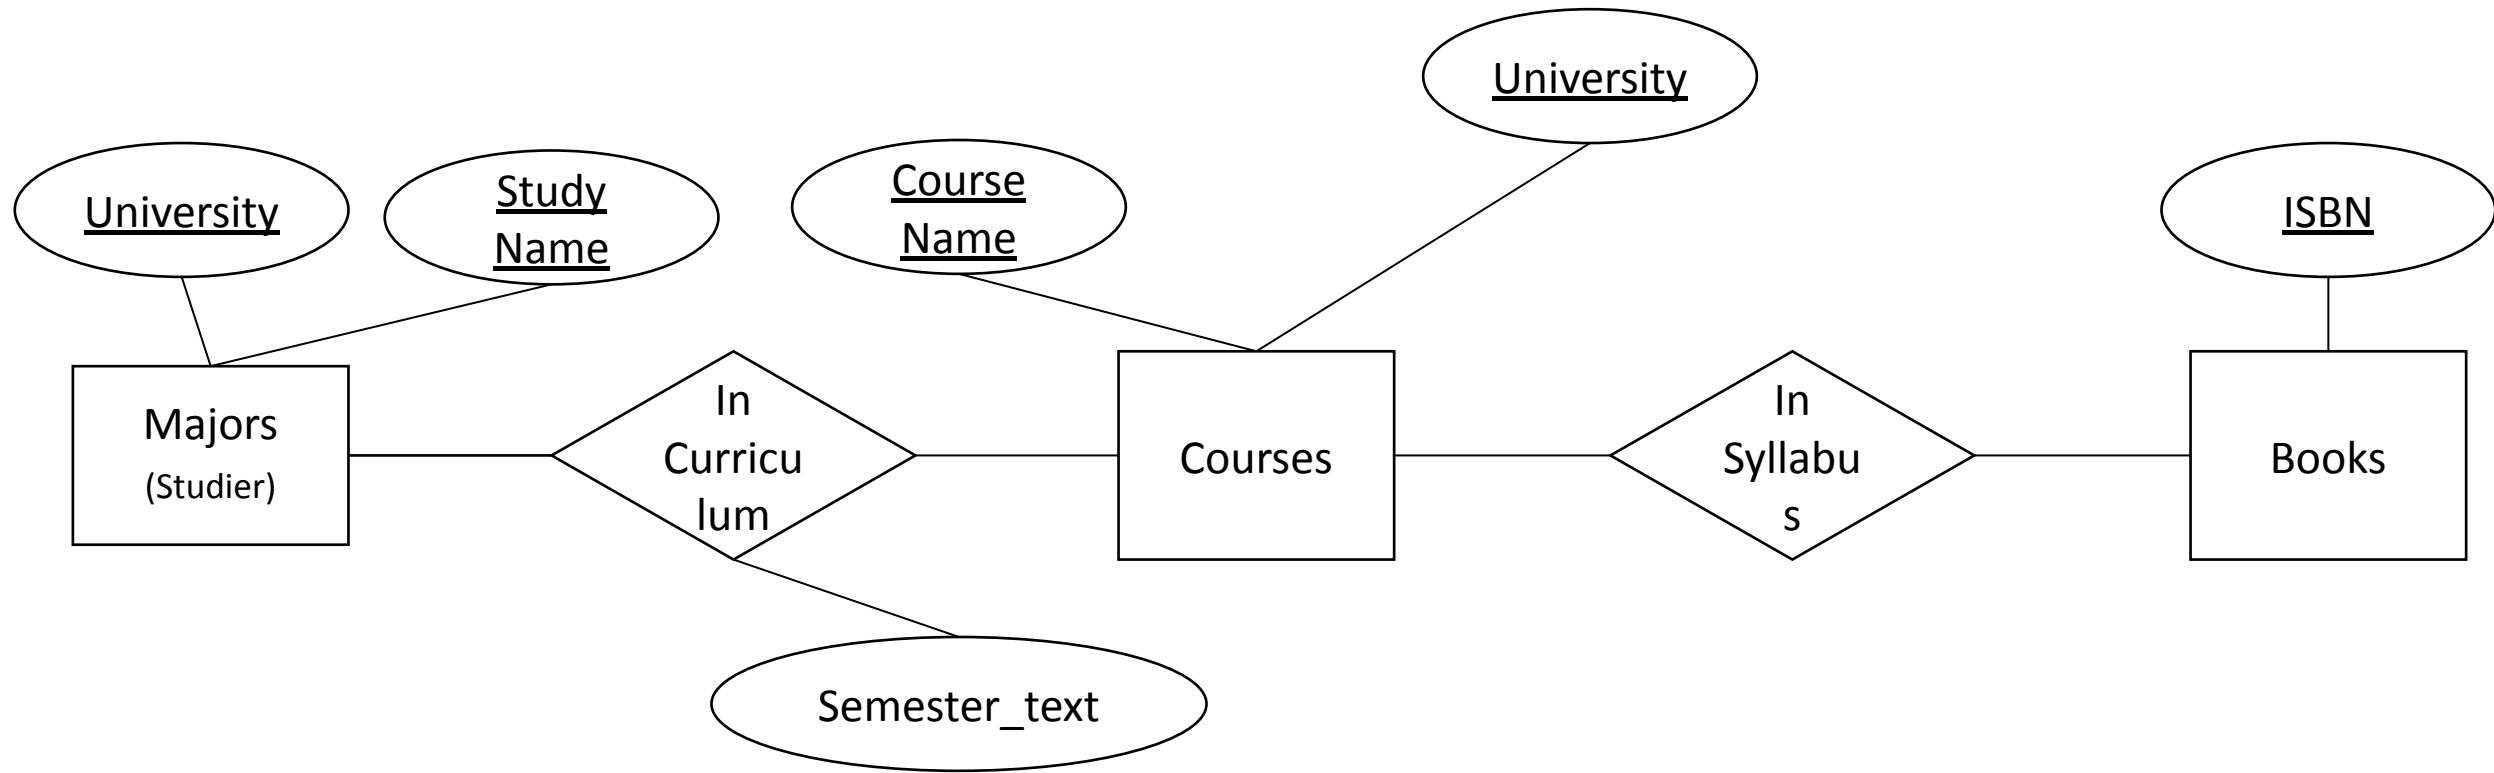 University
University
Study
Name
Course
Name
ISBN
Majors
(Studier)
In
Curricu
lum
Courses
In
Syllabu
s
Books
Semester_text